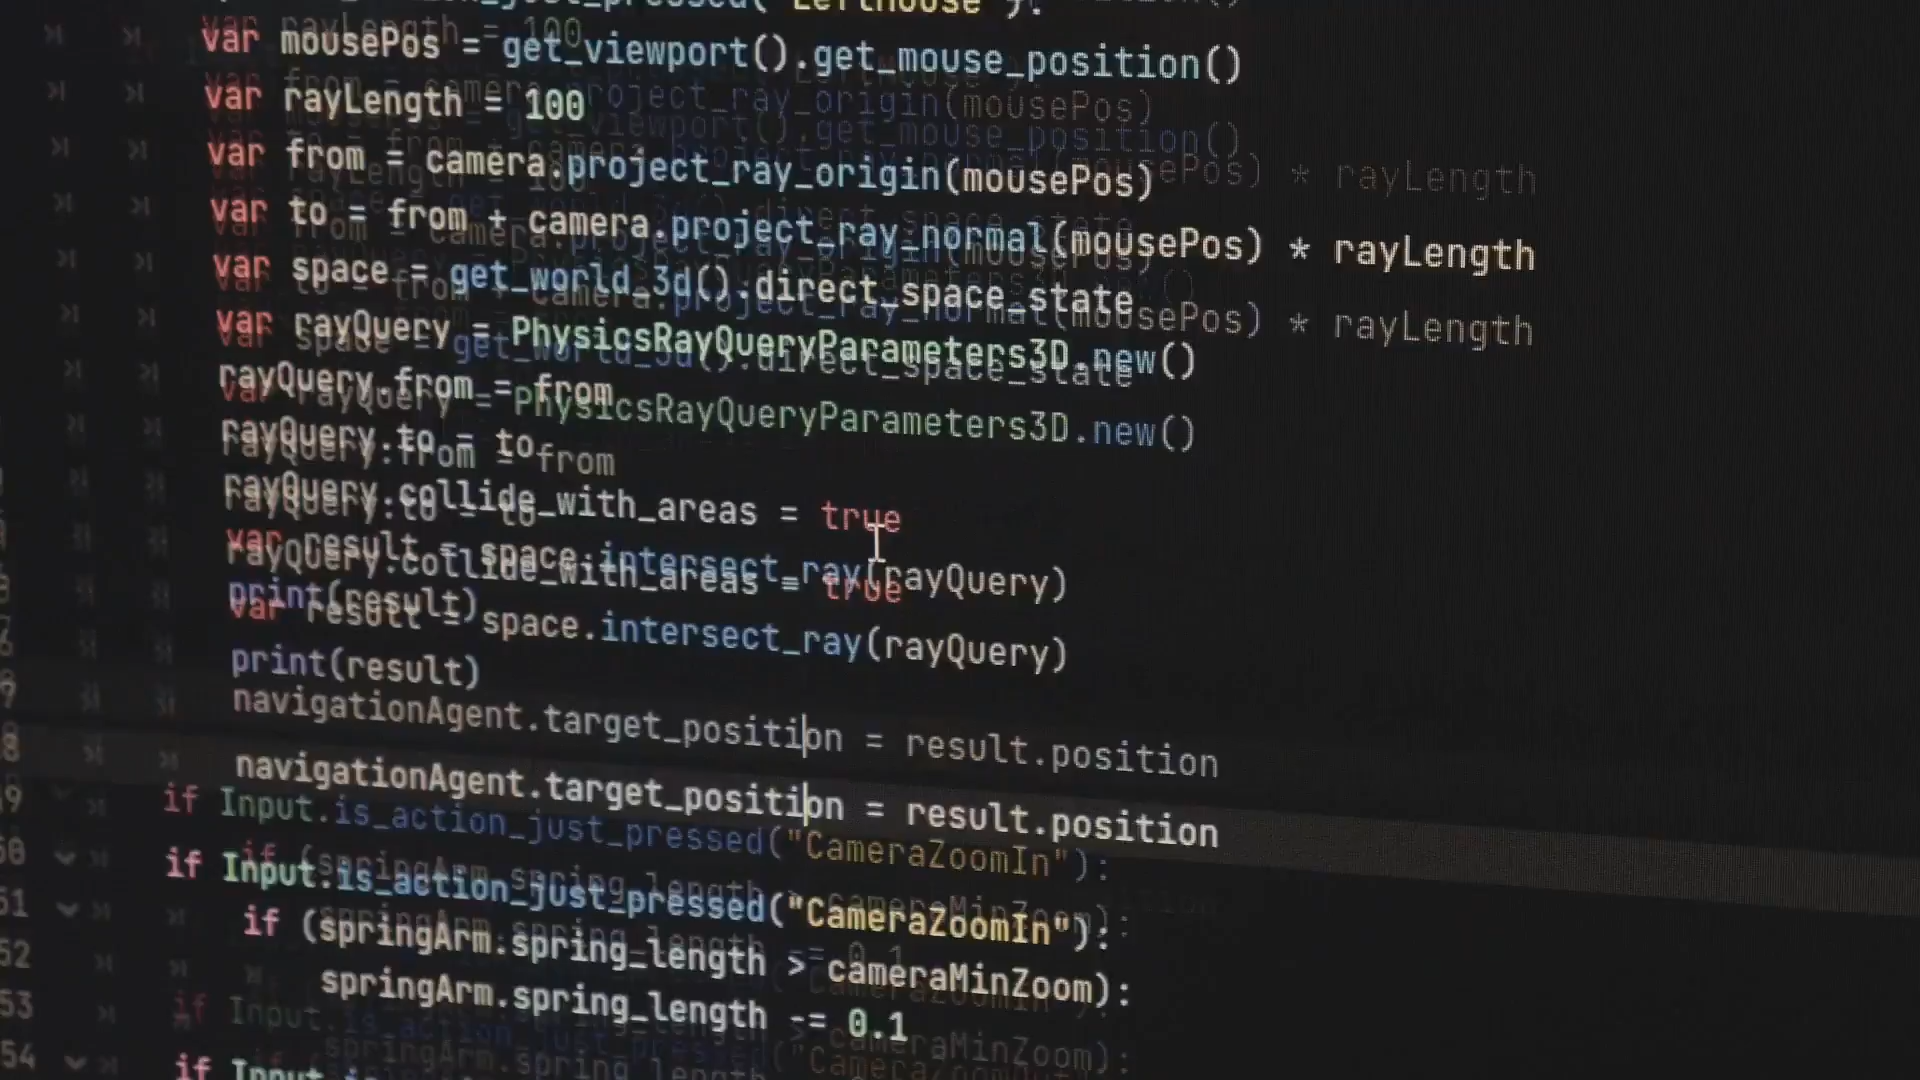 var mousePos = get_viewport().get_mouse_position()
var rayLength = 100
var from = camera.project_ray_origin(mousePos)
var to = from + camera.project_ray_normal(mousePos) * rayLength
var space = get_world_3d().direct_space_state
var rayQuery = PhysicsRayQueryParameters3D.new()
rayQuery.from = from
rayQuery.to = to
rayQuery.collide_with_areas = true
var result = space.intersect_ray(rayQuery)
print(result)
navigationAgent.target_position = result.position
if Input.is_action_just_pressed("CameraZoomIn"):
if (springArm.spring_length > cameraMinZoom):
springArm.spring_length -= 0.1
if